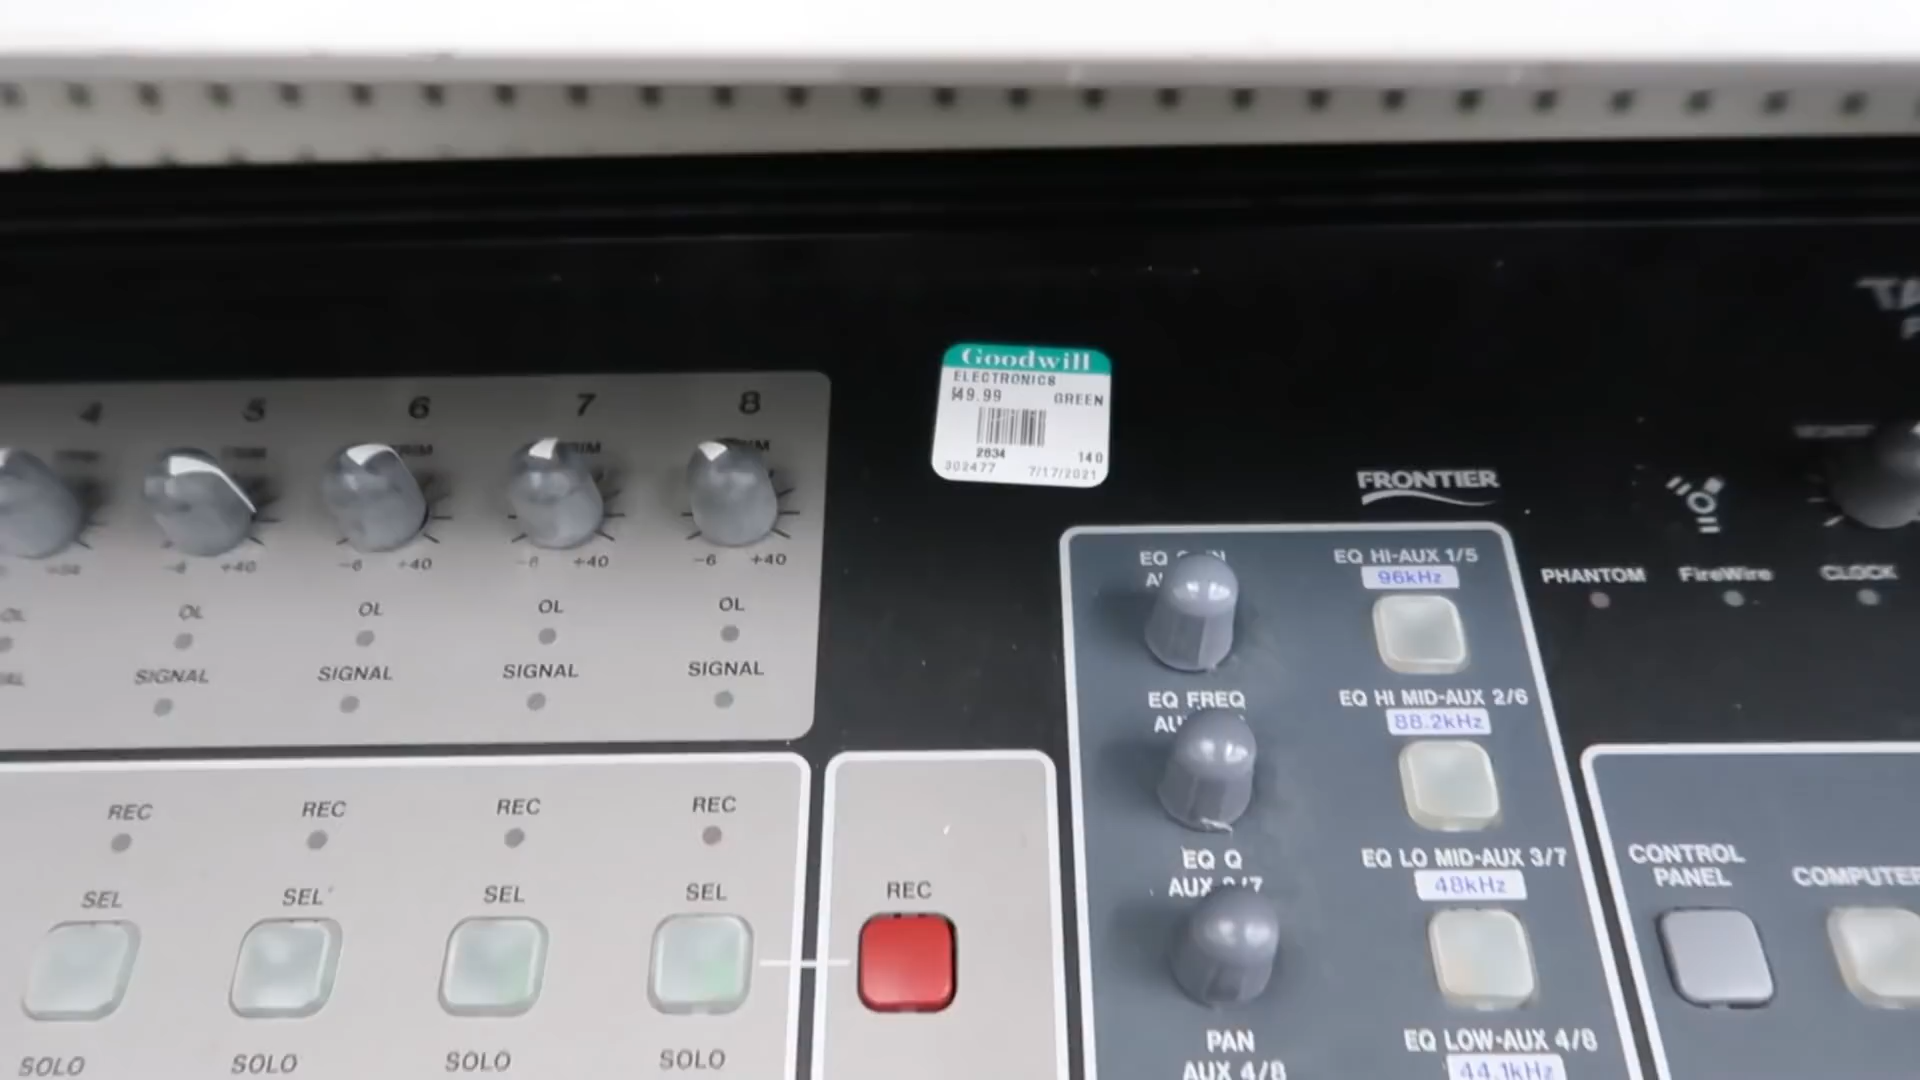 Goodwill
ELECTRONICS
$49.99 GREEN
2834 140
302477 7/17/2021
4 5 6 7 8
-6 +40 -6 +40 -6 +40 -6 +40
OL OL OL OL
SIGNAL SIGNAL SIGNAL SIGNAL
REC REC REC REC
SEL SEL SEL SEL
SOLO SOLO SOLO SOLO
REC
FRONTIER
EQ HI-AUX 1/5
96kHz
EQ FREQ
EQ HI MID-AUX 2/6
88.2kHz
EQ Q
EQ LO MID-AUX 3/7
48kHz
PAN
AUX 4/8
EQ LOW-AUX 4/8
44.1kHz
PHANTOM FireWire CLOCK
CONTROL
PANEL
COMPUTER